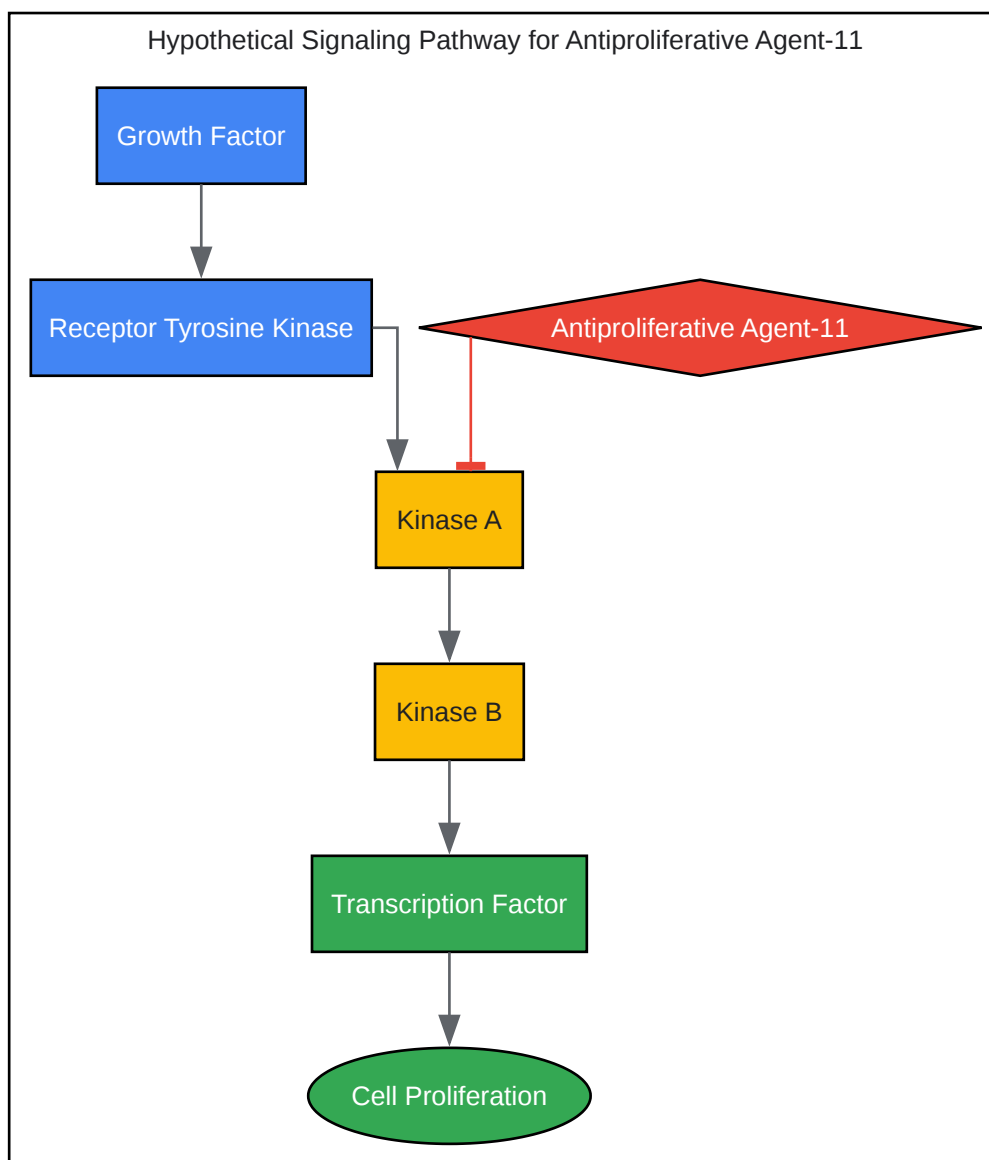 Hypothetical Signaling Pathway for Antiproliferative Agent-11
Growth Factor
Receptor Tyrosine Kinase
Antiproliferative Agent-11
Kinase A
Kinase B
Transcription Factor
Cell Proliferation